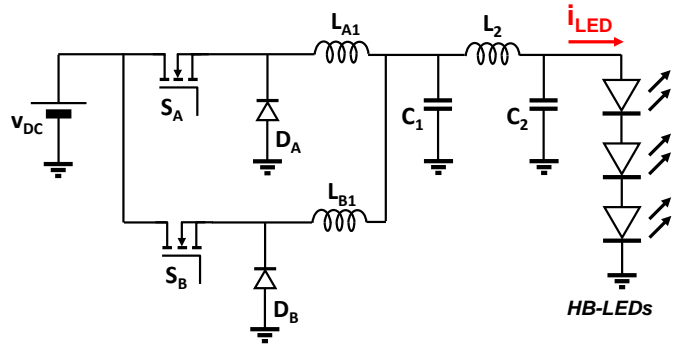 L_A1
L_2
i_LED
S_A
v_DC
D_A
C_1
C_2
L_B1
S_B
D_B
HB-LEDs